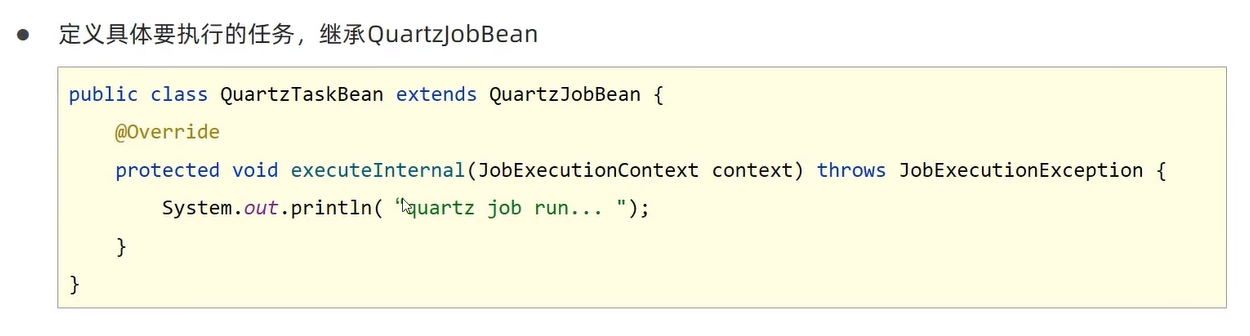 ● 定义具体要执行的任务，继承QuartzJobBean
public class QuartzTaskBean extends QuartzJobBean {
    @Override
    protected void executeInternal(JobExecutionContext context) throws JobExecutionException {
        System.out.println( “quartz job run... ");
    }
}